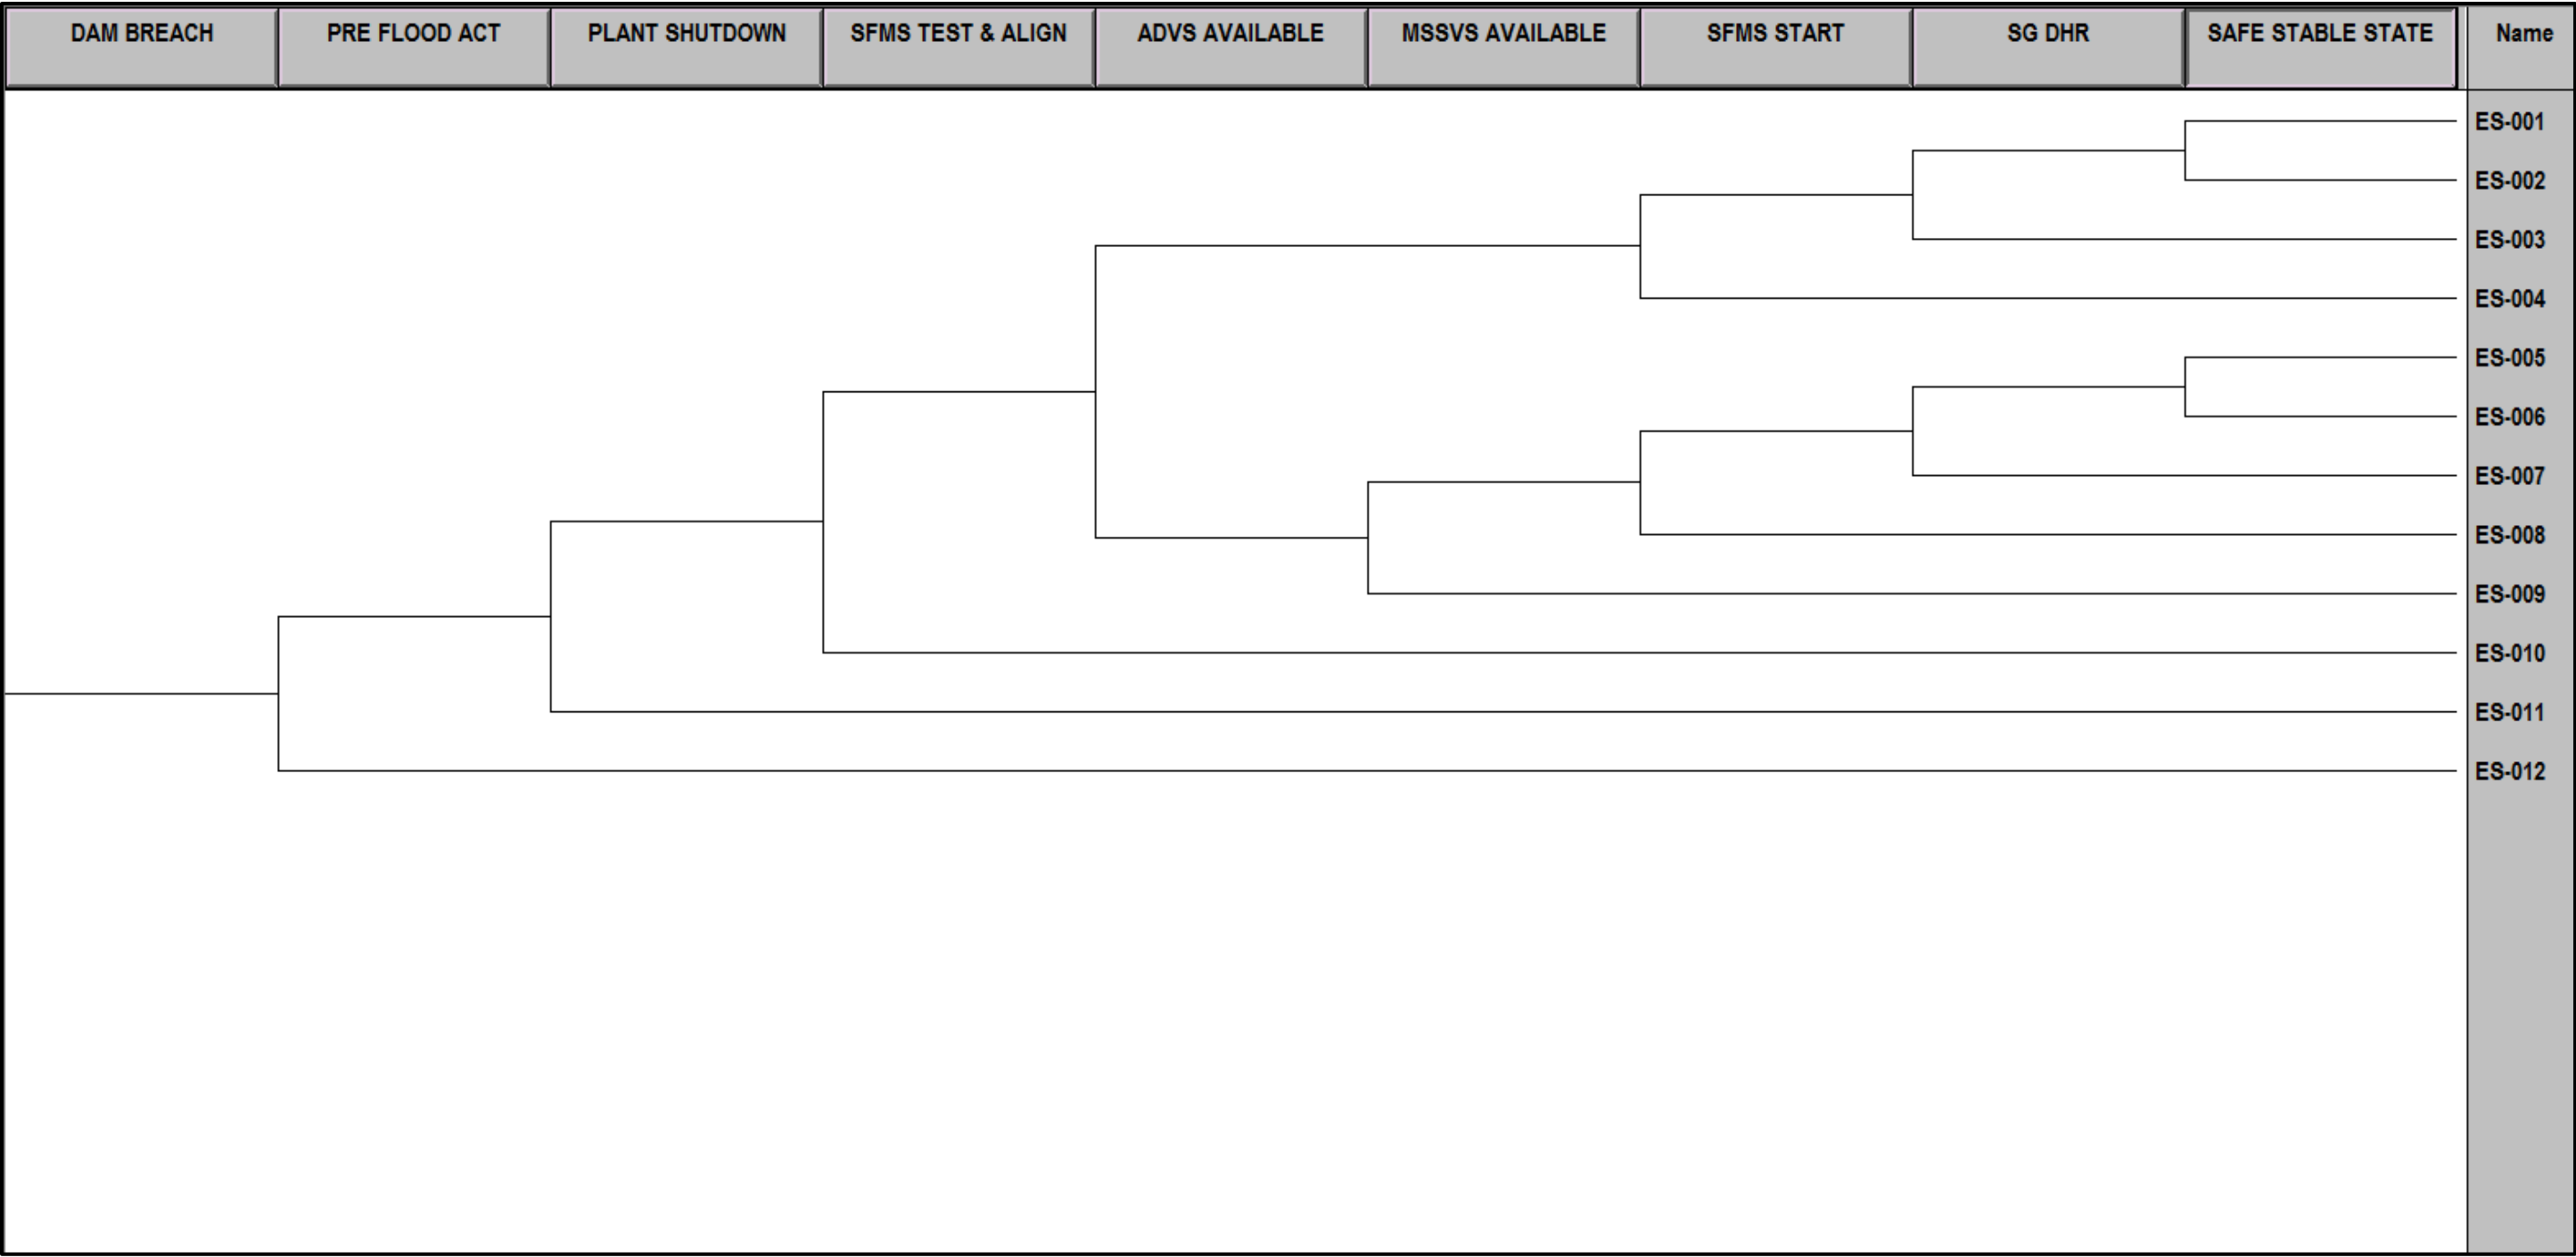 DAM BREACH
PRE FLOOD ACT
PLANT SHUTDOWN
SFMS TEST & ALIGN
ADVS AVAILABLE
MSSVS AVAILABLE
SFMS START
SG DHR
SAFE STABLE STATE
Name
ES-001
ES-002
ES-003
ES-004
ES-005
ES-006
ES-007
ES-008
ES-009
ES-010
ES-011
ES-012